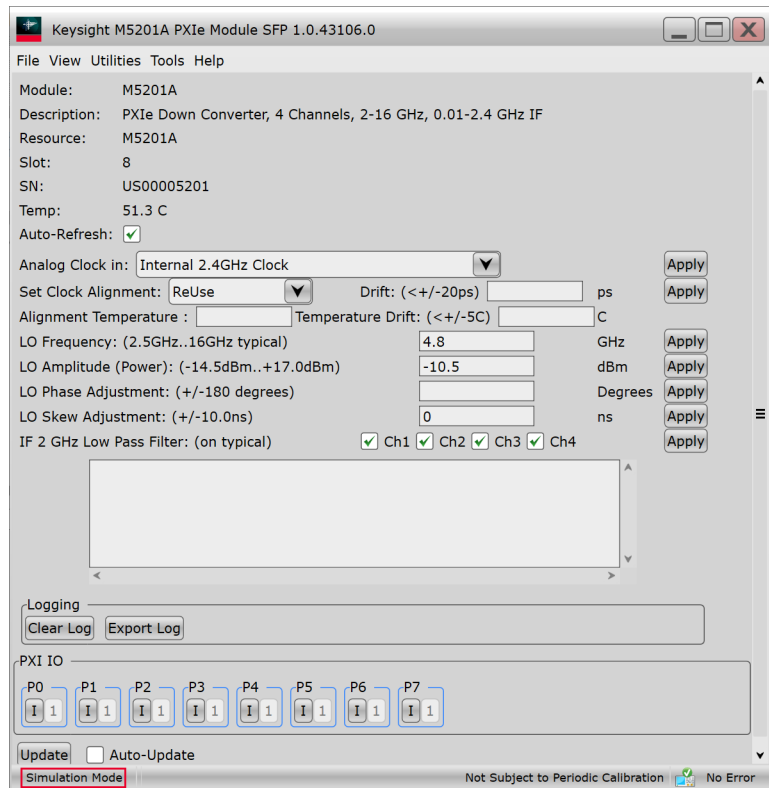 Keysight M5201A PXIe Module SFP 1.0.43106.0
File View Utilities Tools Help
Module: M5201A
Description: PXIe Down Converter, 4 Channels, 2-16 GHz, 0.01-2.4 GHz IF
Resource: M5201A
Slot: 8
SN: US00005201
Temp: 51.3 C
Auto-Refresh:
Analog Clock in: Internal 2.4GHz Clock Apply
Set Clock Alignment: ReUse Drift: (<+/-20ps) ps Apply
Alignment Temperature : Temperature Drift: (<+/-5C) C
LO Frequency: (2.5GHz..16GHz typical) 4.8 GHz Apply
LO Amplitude (Power): (-14.5dBm..+17.0dBm) -10.5 dBm Apply
LO Phase Adjustment: (+/-180 degrees) Degrees Apply
LO Skew Adjustment: (+/-10.0ns) 0 ns Apply
IF 2 GHz Low Pass Filter: (on typical) Ch1 Ch2 Ch3 Ch4 Apply
Logging
Clear Log Export Log
PXI IO
P0 P1 P2 P3 P4 P5 P6 P7
I 1 I 1 I 1 I 1 I 1 I 1 I 1 I 1
Update Auto-Update
Simulation Mode Not Subject to Periodic Calibration No Error